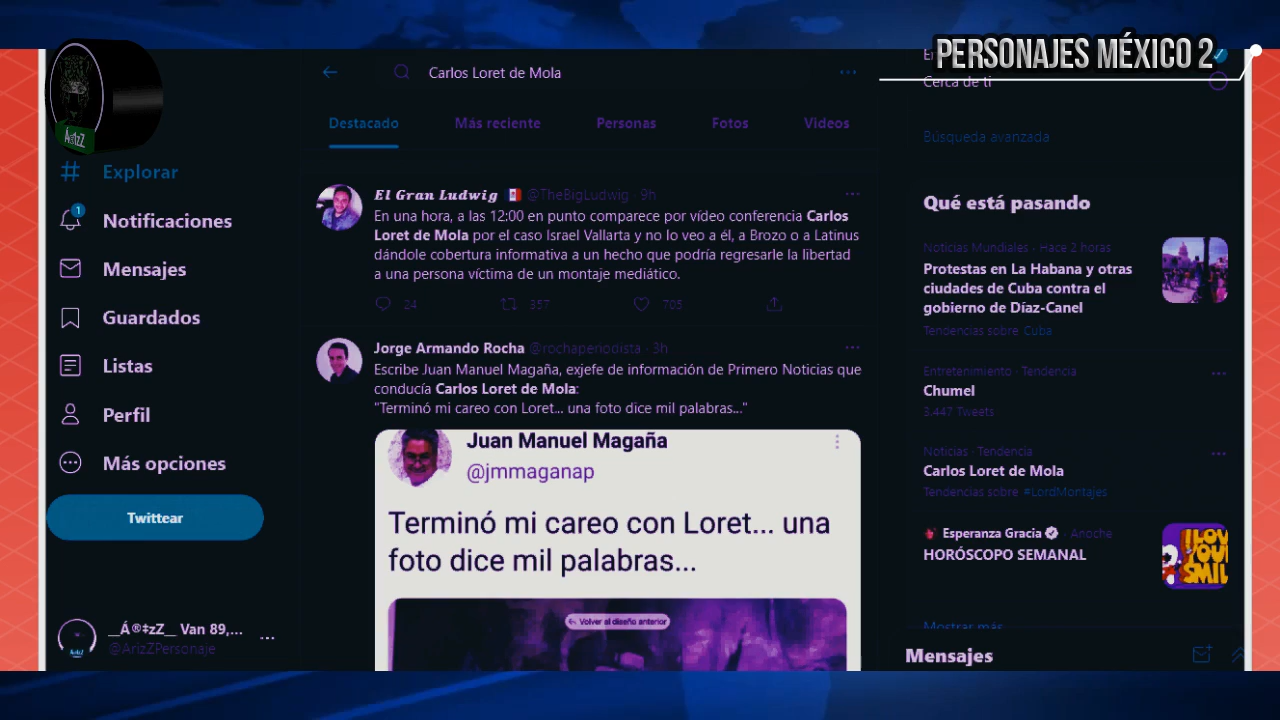 PERSONAJES MÉXICO 2
ÁrizZ
Explorar
1
Notificaciones
Mensajes
Guardados
Listas
Perfil
Más opciones
Twittear
__Á®‡zZ__ Van 89,...
@ArizZPersonaje
Carlos Loret de Mola
Destacado
Más reciente
Personas
Fotos
Videos
El Gran Ludwig @TheBigLudwig · 9h
En una hora, a las 12:00 en punto comparece por vídeo conferencia Carlos
Loret de Mola por el caso Israel Vallarta y no lo veo a él, a Brozo o a Latinus
dándole cobertura informativa a un hecho que podría regresarle la libertad
a una persona víctima de un montaje mediático.
24
357
705
Jorge Armando Rocha @rochaperiodista · 3h
Escribe Juan Manuel Magaña, exjefe de información de Primero Noticias que
conducía Carlos Loret de Mola:
"Terminó mi careo con Loret... una foto dice mil palabras..."
Juan Manuel Magaña
@jmmaganap
Terminó mi careo con Loret... una
foto dice mil palabras...
Volver al diseño anterior
Cerca de ti
Búsqueda avanzada
Qué está pasando
Noticias Mundiales · Hace 2 horas
Protestas en La Habana y otras
ciudades de Cuba contra el
gobierno de Díaz-Canel
Tendencias sobre Cuba
Entretenimiento · Tendencia
Chumel
3.447 Tweets
Noticias · Tendencia
Carlos Loret de Mola
Tendencias sobre #LordMontajes
Esperanza Gracia · Anoche
HORÓSCOPO SEMANAL
I LOV
YOU
SMIL
Mostrar más
Mensajes